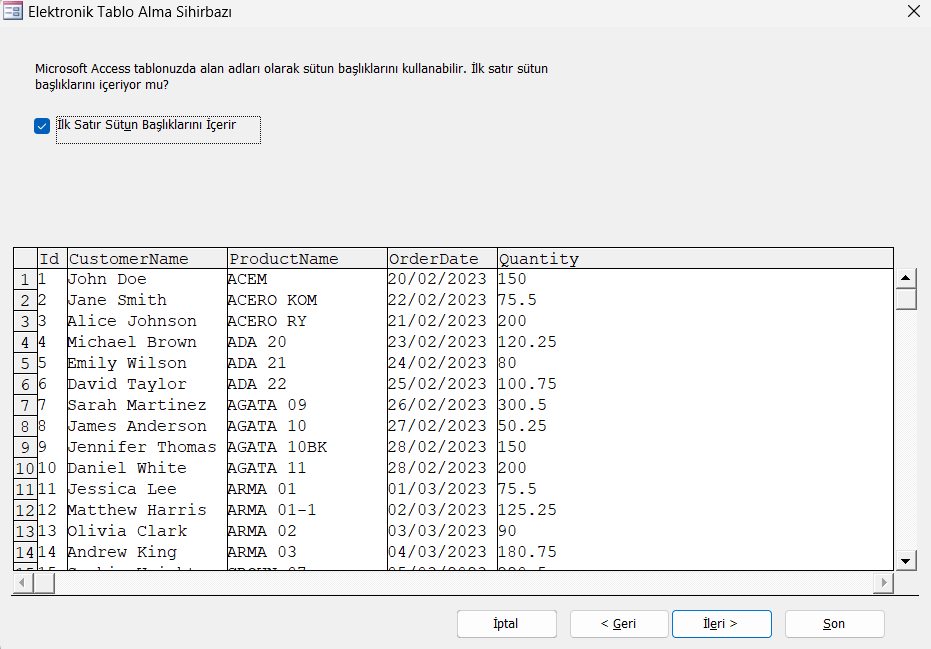 Elektronik Tablo Alma Sihirbazı
Microsoft Access tablonuzda alan adları olarak sütun başlıklarını kullanabilir. İlk satır sütun
başlıklarını içeriyor mu?
İlk Satır Sütun Başlıklarını İçerir
Id CustomerName ProductName OrderDate Quantity
1 1 John Doe ACEM 20/02/2023 150
2 2 Jane Smith ACERO KOM 22/02/2023 75.5
3 3 Alice Johnson ACERO RY 21/02/2023 200
4 4 Michael Brown ADA 20 23/02/2023 120.25
5 5 Emily Wilson ADA 21 24/02/2023 80
6 6 David Taylor ADA 22 25/02/2023 100.75
7 7 Sarah Martinez AGATA 09 26/02/2023 300.5
8 8 James Anderson AGATA 10 27/02/2023 50.25
9 9 Jennifer Thomas AGATA 10BK 28/02/2023 150
10 10 Daniel White AGATA 11 28/02/2023 200
11 11 Jessica Lee ARMA 01 01/03/2023 75.5
12 12 Matthew Harris ARMA 01-1 02/03/2023 125.25
13 13 Olivia Clark ARMA 02 03/03/2023 90
14 14 Andrew King ARMA 03 04/03/2023 180.75
İptal < Geri İleri > Son